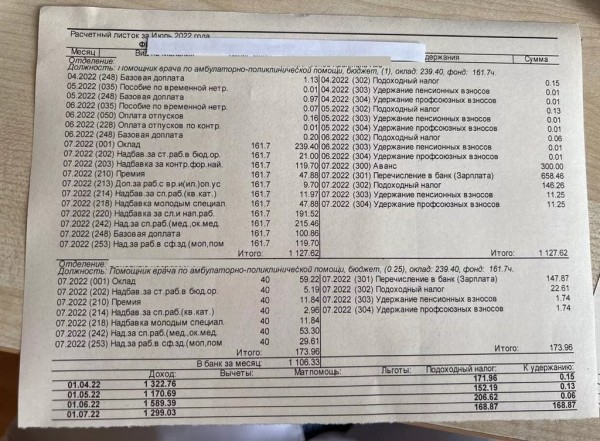 Расчетный листок за Июль 2022 года
Месяц Удержания Сумма
Отделение:
Должность: Помощник врача по амбулаторно-поликлинической помощи, бюджет, (1), оклад: 239.40, фонд: 161.7ч.
04.2022 (248) Базовая доплата 1.13 04.2022 (302) Подоходный налог 0.15
05.2022 (035) Пособие по временной нетр. 0.01 04.2022 (303) Удержание пенсионных взносов 0.01
05.2022 (248) Базовая доплата 0.97 04.2022 (304) Удержание профсоюзных взносов 0.01
06.2022 (035) Пособие по временной нетр. 0.07 05.2022 (302) Подоходный налог 0.13
06.2022 (050) Оплата отпусков 0.16 05.2022 (303) Удержание пенсионных взносов 0.01
06.2022 (228) Оплата отпусков по контр. 0.01 05.2022 (304) Удержание профсоюзных взносов 0.01
06.2022 (248) Базовая доплата 0.20 06.2022 (302) Подоходный налог 0.06
07.2022 (001) Оклад 161.7 239.40 06.2022 (303) Удержание пенсионных взносов 0.01
07.2022 (202) Надбав.за ст.раб.в бюд.ор. 161.7 21.00 06.2022 (304) Удержание профсоюзных взносов 0.01
07.2022 (203) Надбавка за контр.фор.най. 161.7 119.70 07.2022 (300) Аванс 300.00
07.2022 (210) Премия 161.7 47.88 07.2022 (301) Перечисление в банк (Зарплата) 658.46
07.2022 (213) Доп.за раб.с вр.и(ил.)оп.ус 161.7 9.70 07.2022 (302) Подоходный налог 146.26
07.2022 (214) Надбав.за сп.раб.(кв.кат.) 161.7 11.97 07.2022 (303) Удержание пенсионных взносов 11.25
07.2022 (218) Надбавка молодым специал. 161.7 47.88 07.2022 (304) Удержание профсоюзных взносов 11.25
07.2022 (220) Надбавка за сл.и нап.раб. 161.7 191.52
07.2022 (242) Над.за сп.раб.(мед.,ок.мед. 161.7 215.46
07.2022 (248) Базовая доплата 161.7 100.86
07.2022 (253) Над.за раб.в сф.зд.(моп,пом 161.7 119.70
Итого: 1 127.62 Итого: 1 127.62
Отделение:
Должность: Помощник врача по амбулаторно-поликлинической помощи, бюджет, (0.25), оклад: 239.40, фонд: 161.7ч.
07.2022 (001) Оклад 40 59.22 07.2022 (301) Перечисление в банк (Зарплата) 147.87
07.2022 (202) Надбав.за ст.раб.в бюд.ор. 40 5.19 07.2022 (302) Подоходный налог 22.61
07.2022 (210) Премия 40 11.84 07.2022 (303) Удержание пенсионных взносов 1.74
07.2022 (214) Надбав.за сп.раб.(кв.кат.) 40 2.96 07.2022 (304) Удержание профсоюзных взносов 1.74
07.2022 (218) Надбавка молодым специал. 40 11.84
07.2022 (242) Над.за сп.раб.(мед.,ок.мед. 40 53.30
07.2022 (253) Над.за раб.в сф.зд.(моп,пом 40 29.61
Итого: 173.96 Итого: 173.96
В банк за месяц: 1 106.33
Доход: Вычеты: Матпомощь: Льготы: Подоходный налог: К удержанию:
01.04.22 1 322.76 171.96 0.15
01.05.22 1 170.69 152.19 0.13
01.06.22 1 589.39 206.62 0.06
01.07.22 1 299.03 168.87 168.87